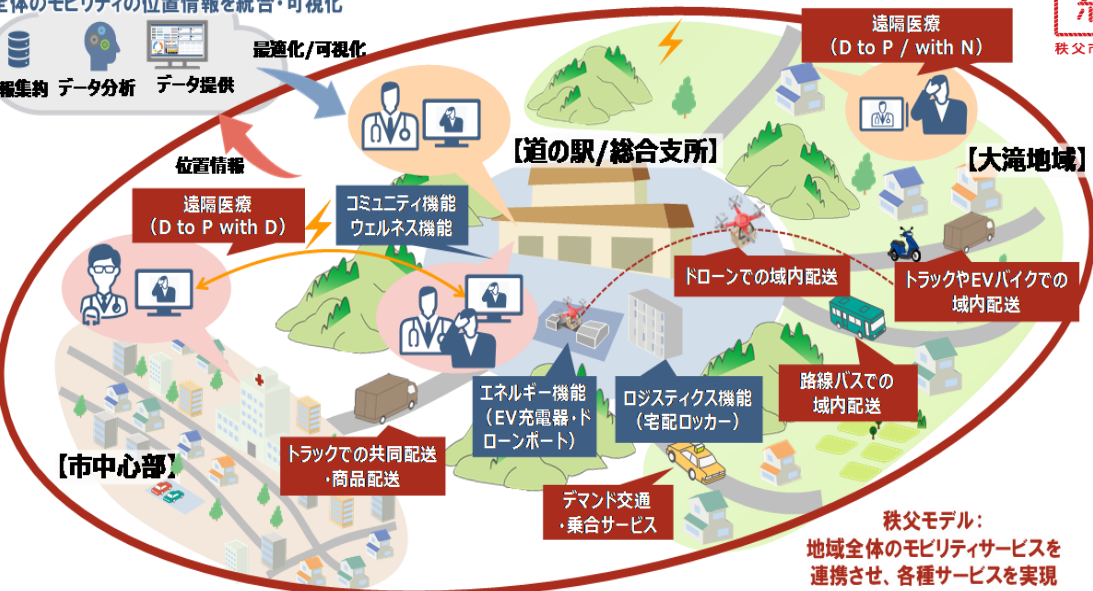 全体のモビリティの位置情報を統合・可視化
報集約
データ分析
データ提供
最適化/可視化
位置情報
遠隔医療
(D to P / with N)
秩父市
【道の駅/総合支所】
【大滝地域】
遠隔医療
(D to P with D)
コミュニティ機能
ウェルネス機能
ドローンでの域内配送
トラックやEVバイクでの
域内配送
エネルギー機能
(EV充電器・ド
ローンポート)
ロジスティクス機能
(宅配ロッカー)
路線バスでの
域内配送
【市中心部】
トラックでの共同配送
・商品配送
デマンド交通
・乗合サービス
秩父モデル:
地域全体のモビリティサービスを
連携させ、各種サービスを実現